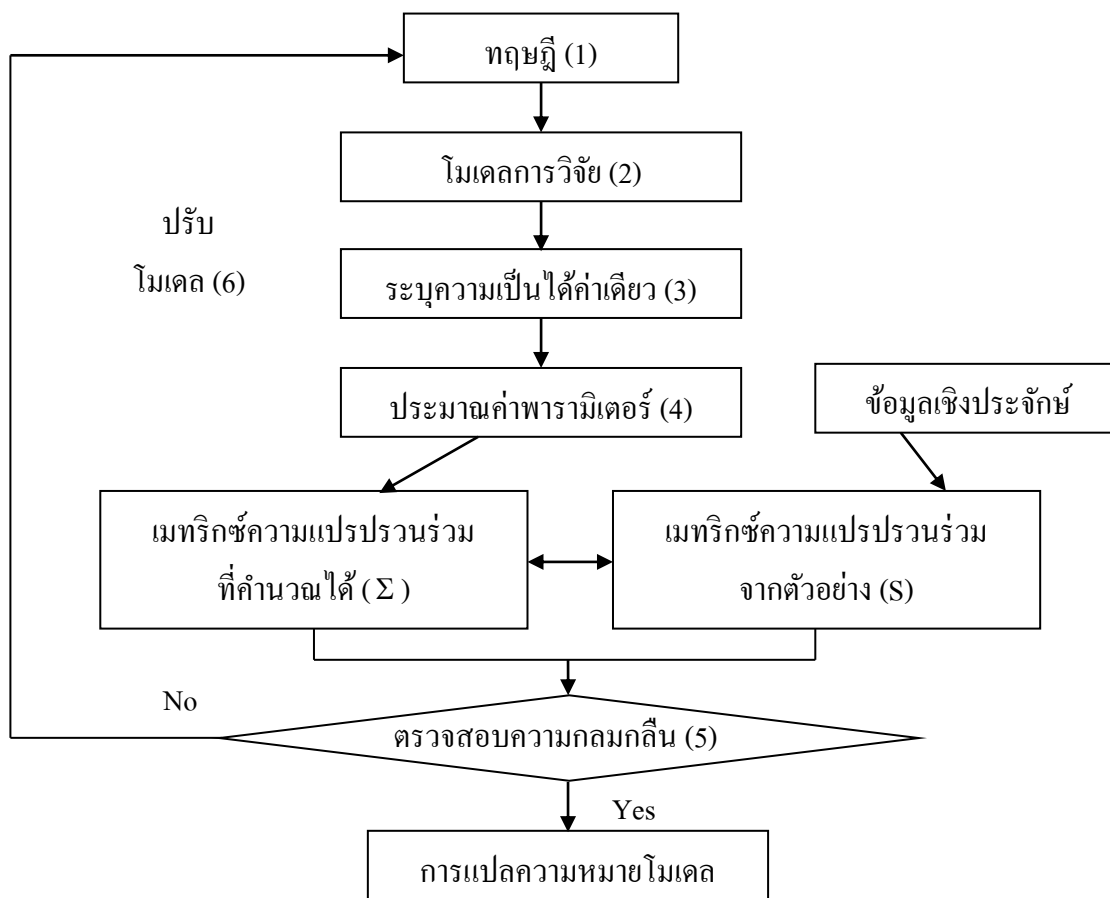 ทฤษฎี (1)
โมเดลการวิจัย (2)
ปรับ
โมเดล (6)
ระบุความเป็นได้ค่าเดียว (3)
ประมาณค่าพารามิเตอร์ (4)
ข้อมูลเชิงประจักษ์
เมทริกซ์ความแปรปรวนร่วม
ที่คำนวณได้ (Σ)
เมทริกซ์ความแปรปรวนร่วม
จากตัวอย่าง (S)
No
ตรวจสอบความกลมกลืน (5)
Yes
การแปลความหมายโมเดล